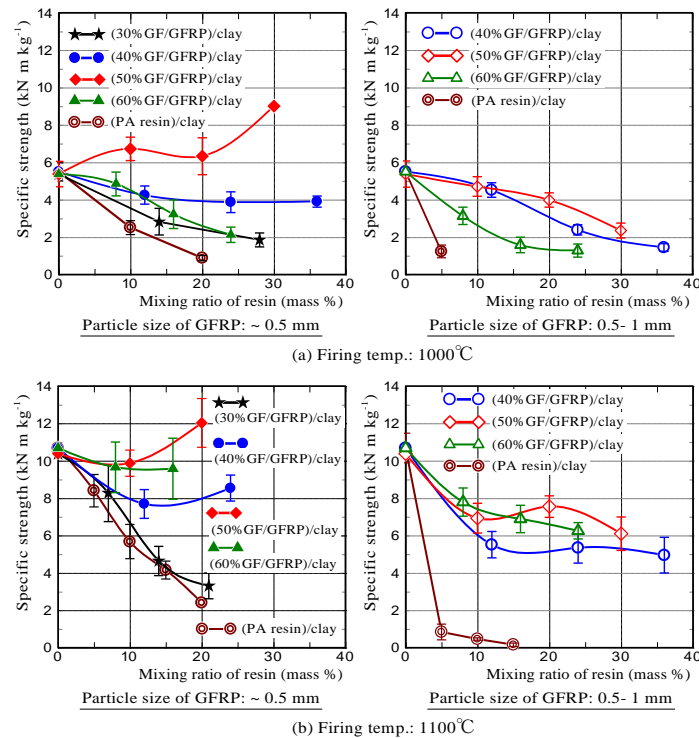 14
12
10
8
6
4
2
0
Specific strength (kN m kg⁻¹)
(30%GF/GFRP)/clay
(40%GF/GFRP)/clay
(50%GF/GFRP)/clay
(60%GF/GFRP)/clay
(PA resin)/clay
0 10 20 30 40
Mixing ratio of resin (mass %)
Particle size of GFRP: ~ 0.5 mm
14
12
10
8
6
4
2
0
Specific strength (kN m kg⁻¹)
(40%GF/GFRP)/clay
(50%GF/GFRP)/clay
(60%GF/GFRP)/clay
(PA resin)/clay
0 10 20 30 40
Mixing ratio of resin (mass %)
Particle size of GFRP: 0.5- 1 mm
(a) Firing temp.: 1000℃
14
12
10
8
6
4
2
0
Specific strength (kN m kg⁻¹)
(30%GF/GFRP)/clay
(40%GF/GFRP)/clay
(50%GF/GFRP)/clay
(60%GF/GFRP)/clay
(PA resin)/clay
0 10 20 30 40
Mixing ratio of resin (mass %)
Particle size of GFRP: ~ 0.5 mm
14
12
10
8
6
4
2
0
Specific strength (kN m kg⁻¹)
(40%GF/GFRP)/clay
(50%GF/GFRP)/clay
(60%GF/GFRP)/clay
(PA resin)/clay
0 10 20 30 40
Mixing ratio of resin (mass %)
Particle size of GFRP: 0.5- 1 mm
(b) Firing temp.: 1100℃